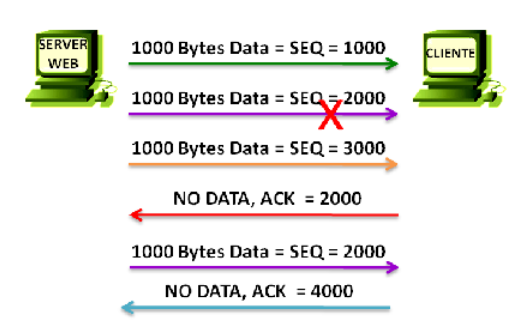 SERVER
WEB
CLIENTE
1000 Bytes Data = SEQ = 1000
1000 Bytes Data = SEQ = 2000
1000 Bytes Data = SEQ = 3000
NO DATA, ACK = 2000
1000 Bytes Data = SEQ = 2000
NO DATA, ACK = 4000